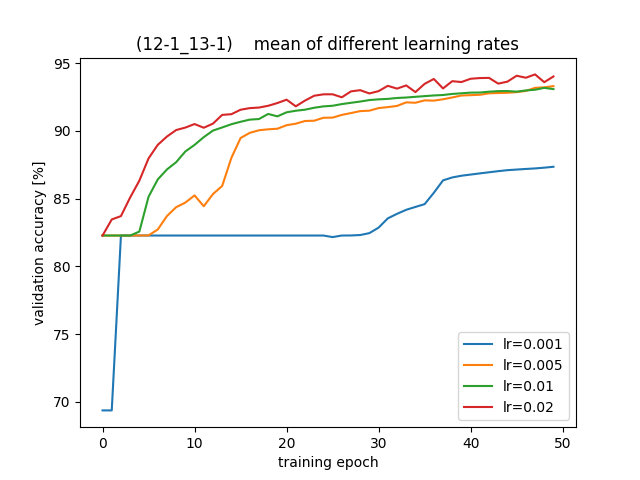 (12-1_13-1)    mean of different learning rates
validation accuracy [%]
95
90
85
80
75
70
0 10 20 30 40 50
training epoch
lr=0.001
lr=0.005
lr=0.01
lr=0.02